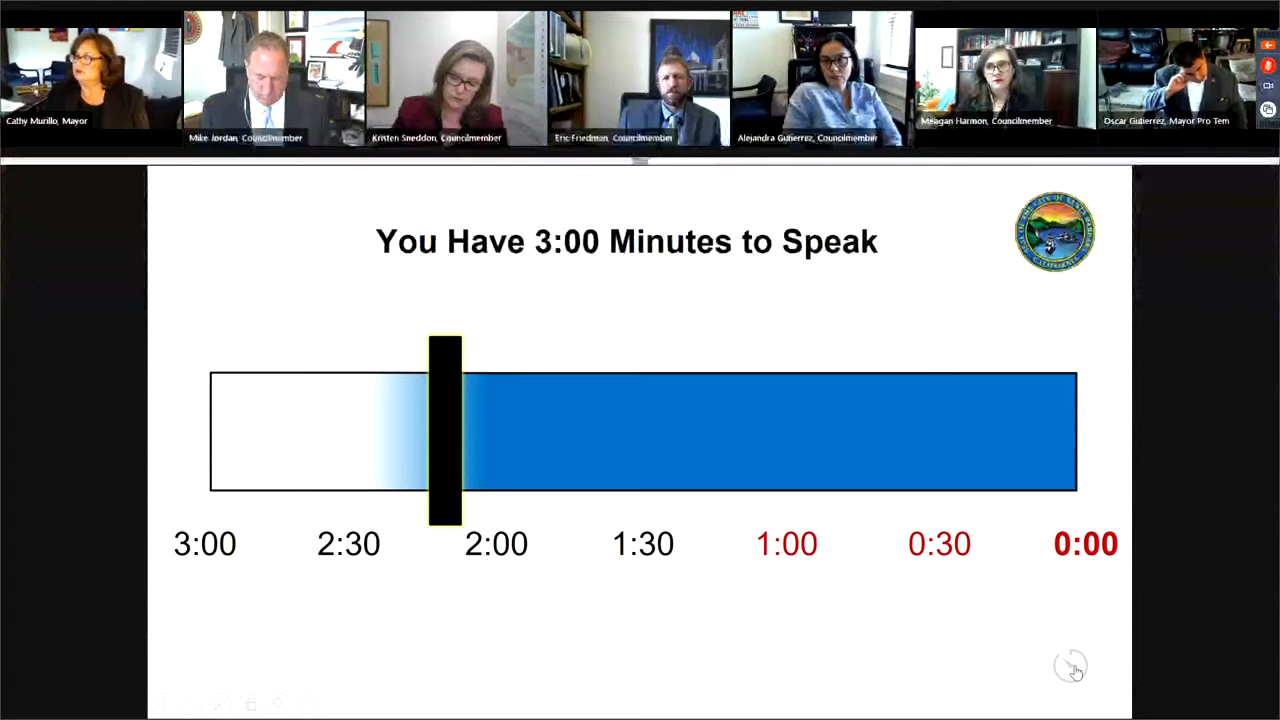 Cathy Murillo, Mayor
Mike Jordan, Councilmember
Kristen Sneddon, Councilmember
Eric Friedman, Councilmember
Alejandra Gutierrez, Councilmember
Meagan Harmon, Councilmember
Oscar Gutierrez, Mayor Pro Tem
You Have 3:00 Minutes to Speak
3:00 2:30 2:00 1:30 1:00 0:30 0:00